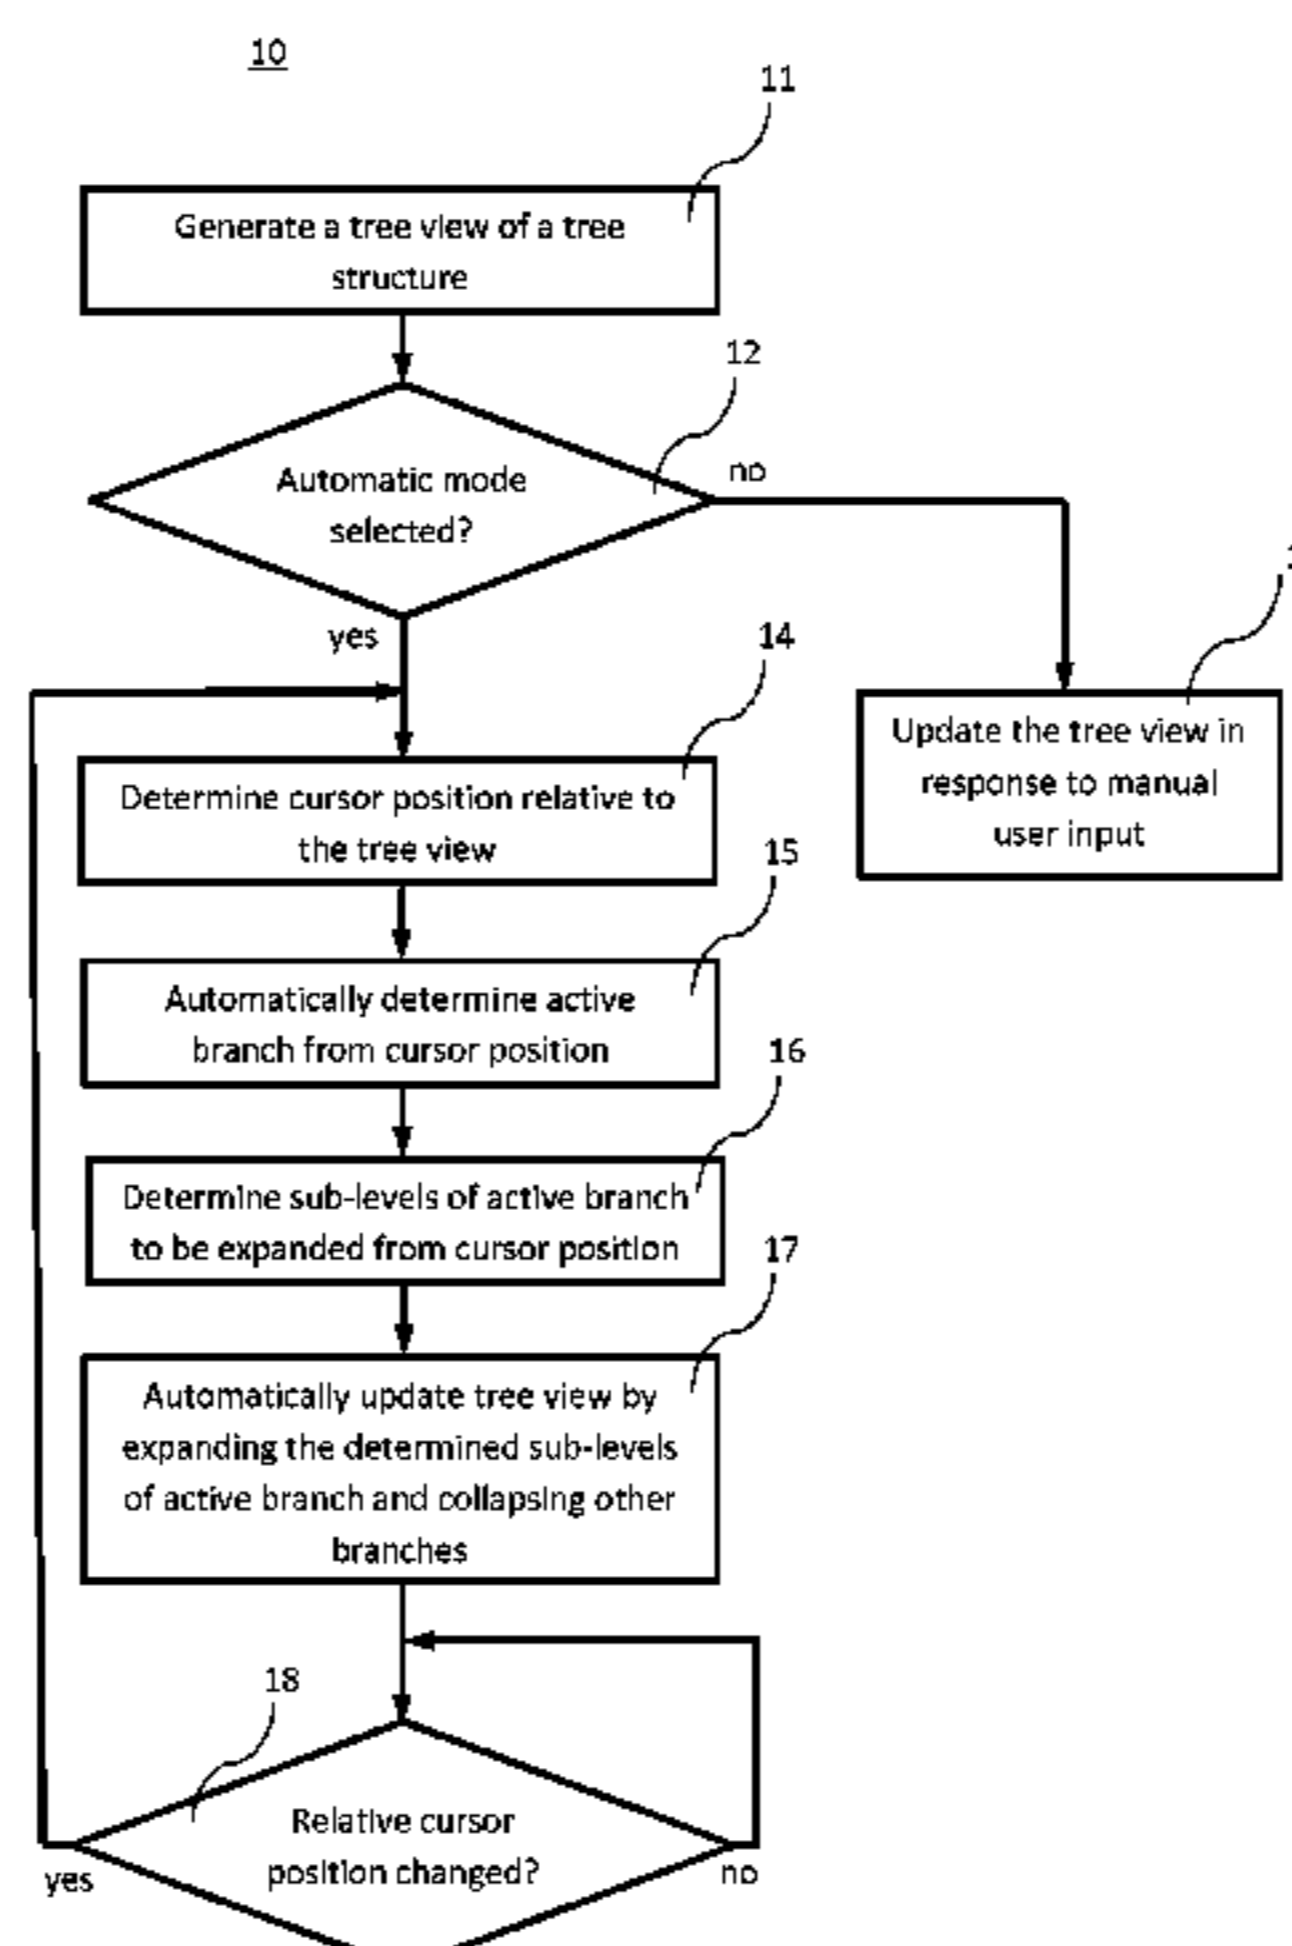 10
11
Generate a tree view of a tree
structure
12
Automatic mode
selected?
no
yes
14
Determine cursor position relative to
the tree view
Update the tree view in
response to manual
user input
15
Automatically determine active
branch from cursor position
16
Determine sub-levels of active branch
to be expanded from cursor position
17
Automatically update tree view by
expanding the determined sub-levels
of active branch and collapsing other
branches
18
Relative cursor
position changed?
yes
no